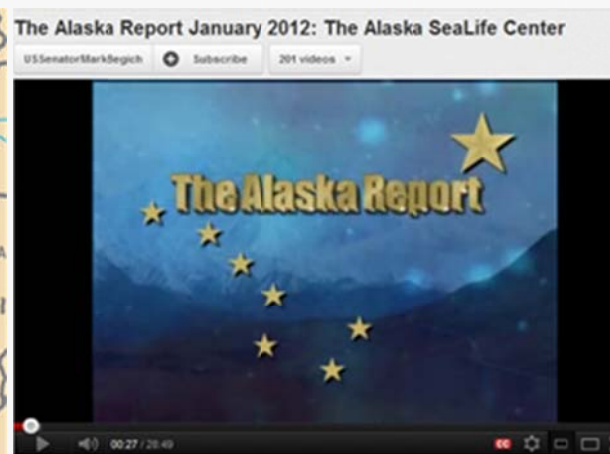 The Alaska Report January 2012: The Alaska SeaLife Center
USSenatorMarkBegich Subscribe 201 videos
The Alaska Report
00:27 / 28:49
CC